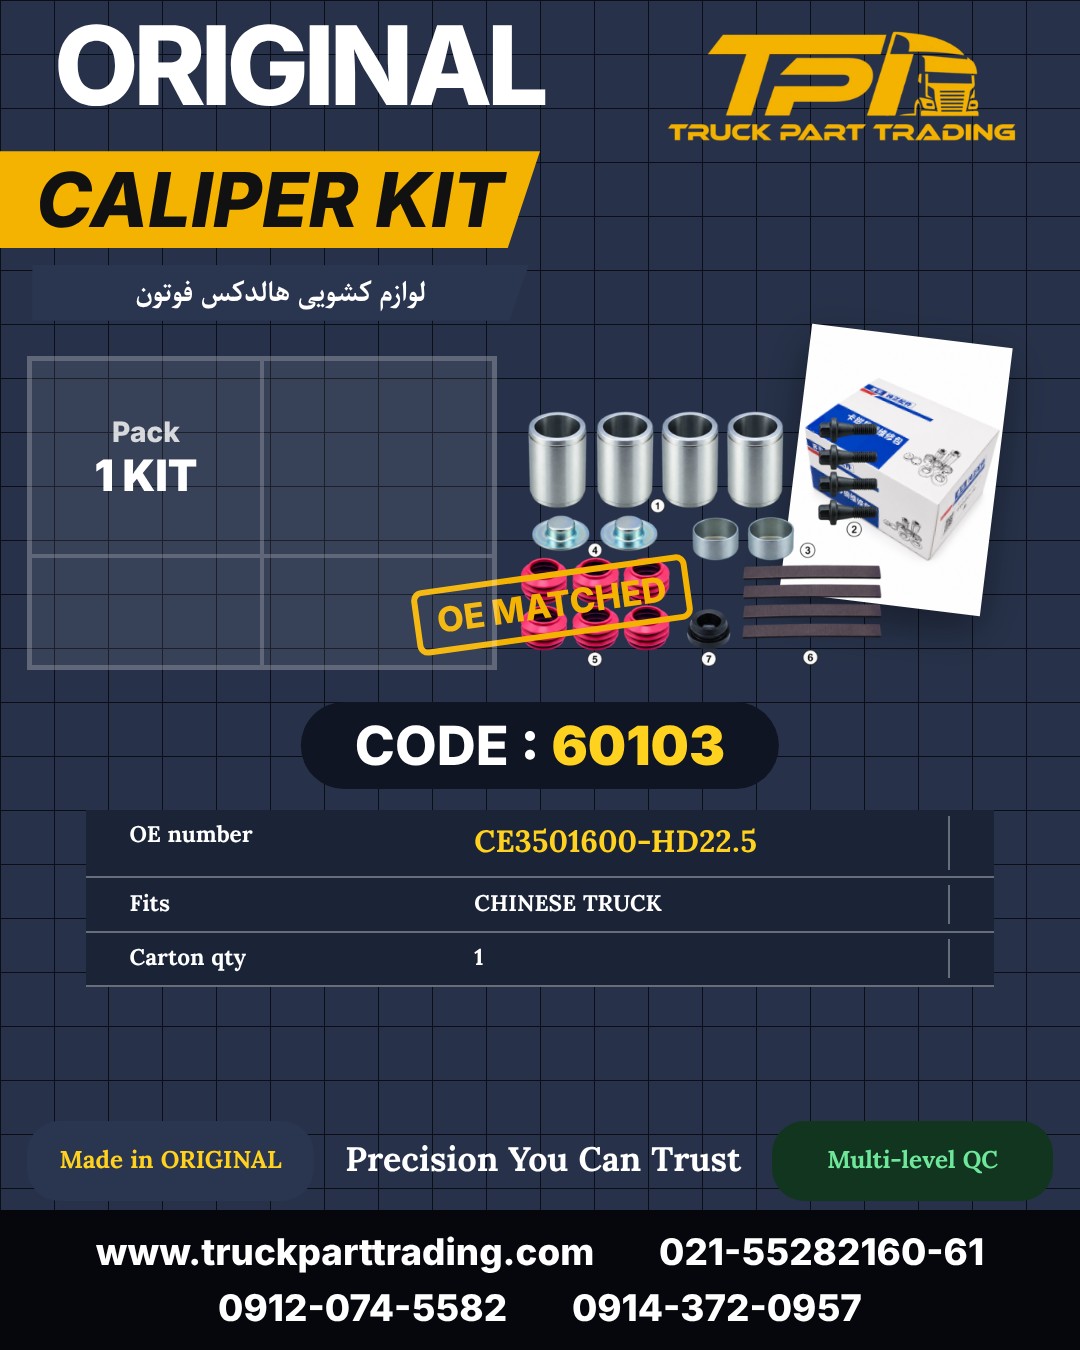 ORIGINAL
TPT
TRUCK PART TRADING
CALIPER KIT
لوازم کشویی هالدکس فوتون
Pack
1 KIT
1
2
4
3
OE MATCHED
5
7
6
CODE : 60103
OE number CE3501600-HD22.5
Fits CHINESE TRUCK
Carton qty 1
Made in ORIGINAL
Precision You Can Trust
Multi-level QC
www.truckparttrading.com 021-55282160-61
0912-074-5582 0914-372-0957